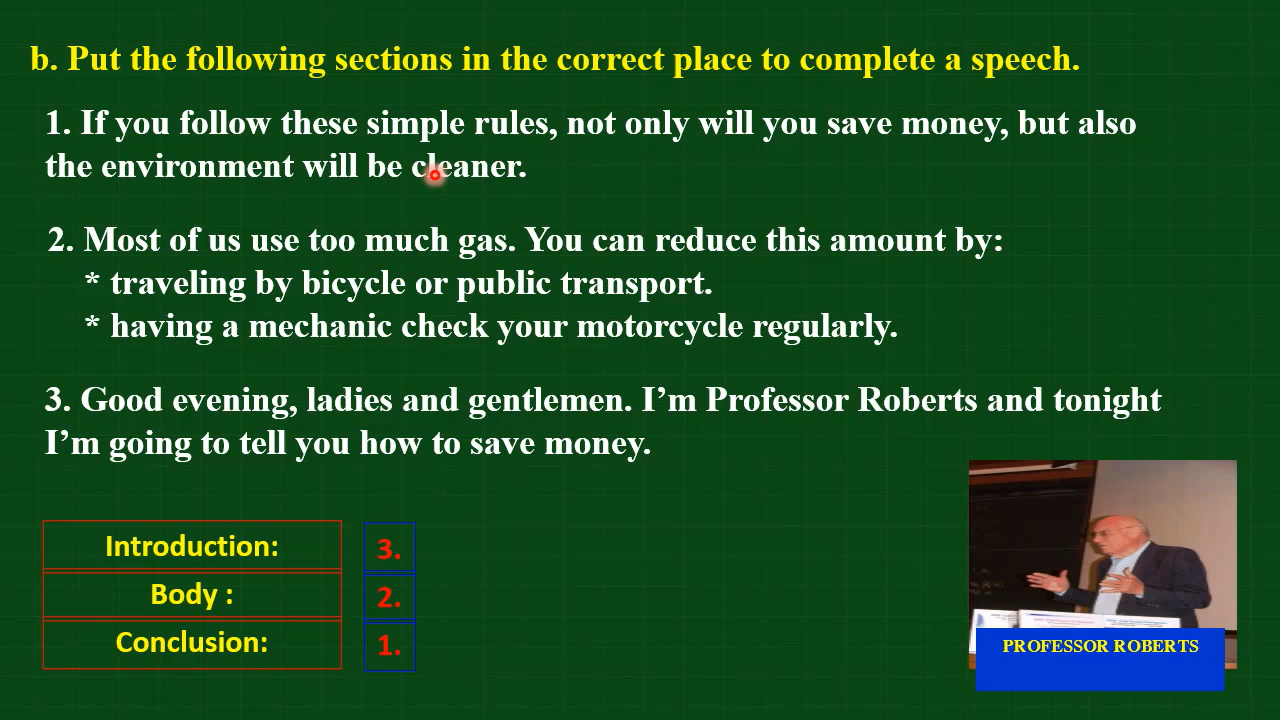 b. Put the following sections in the correct place to complete a speech.
1. If you follow these simple rules, not only will you save money, but also
the environment will be cleaner.
2. Most of us use too much gas. You can reduce this amount by:
* traveling by bicycle or public transport.
* having a mechanic check your motorcycle regularly.
3. Good evening, ladies and gentlemen. I’m Professor Roberts and tonight
I’m going to tell you how to save money.
Introduction: 3.
Body : 2.
Conclusion: 1.
PROFESSOR ROBERTS